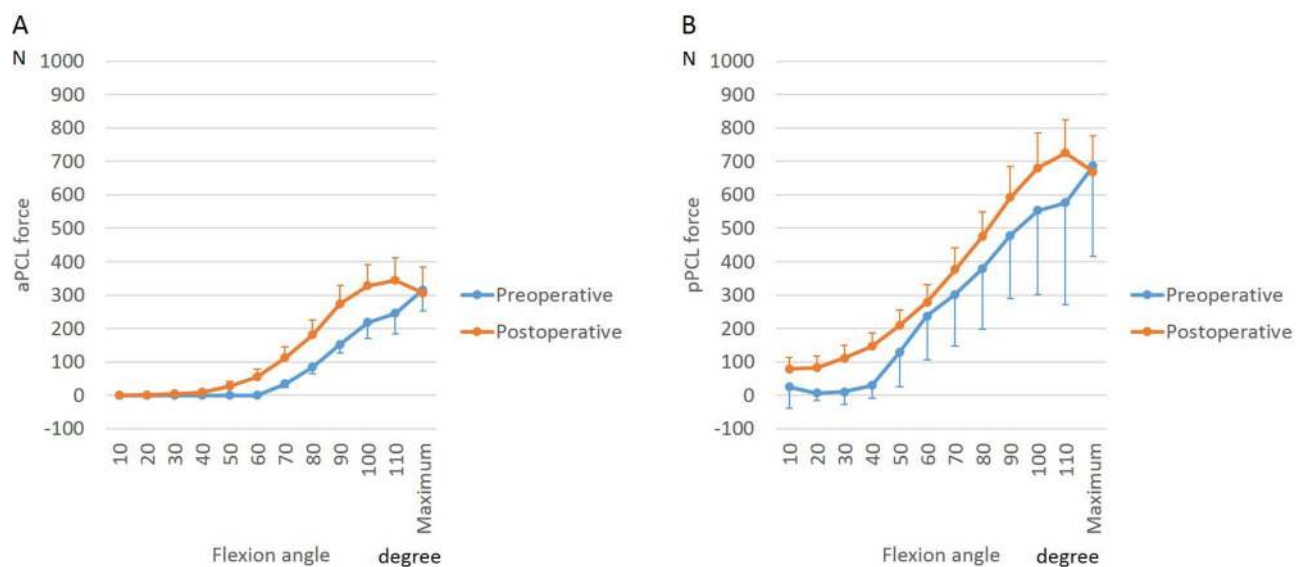 A
N
1000
900
800
700
600
500
400
300
200
100
0
-100
aPCL force
10
20
30
40
50
60
70
80
90
100
110
Maximum
Flexion angle
degree
Preoperative
Postoperative
B
N
1000
900
800
700
600
500
400
300
200
100
0
-100
pPCL force
10
20
30
40
50
60
70
80
90
100
110
Maximum
Flexion angle
degree
Preoperative
Postoperative